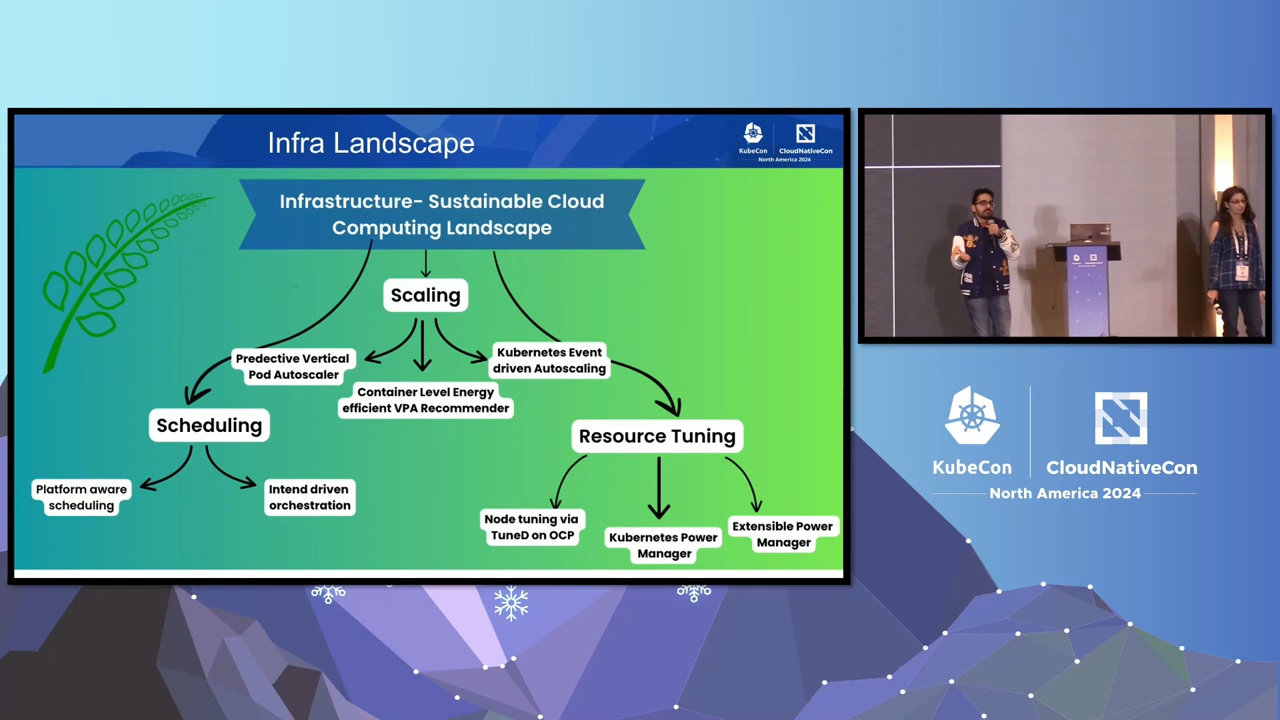 Infra Landscape
KubeCon
CloudNativeCon
North America 2024
Infrastructure- Sustainable Cloud
Computing Landscape
Scaling
Predective Vertical
Pod Autoscaler
Kubernetes Event
driven Autoscaling
Container Level Energy
efficient VPA Recommender
Scheduling
Resource Tuning
Platform aware
scheduling
Intend driven
orchestration
Node tuning via
TuneD on OCP
Kubernetes Power
Manager
Extensible Power
Manager
KubeCon
CloudNativeCon
North America 2024